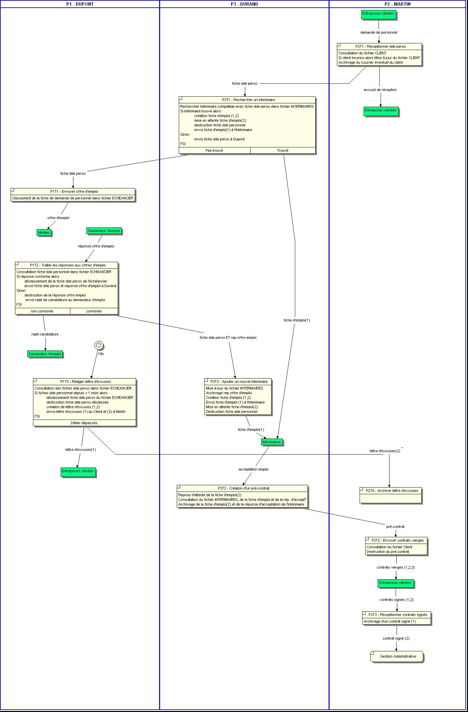 P1 - DUPONT
P3 - DURAND
P2 - MARTIN
Entreprises clientes
demande de personnel
P2T1 - Réceptionner dde perso
Consultation du fichier CLIENT
Si client inconnu alors Mise à jour du fichier CLIENT
Archivage du courrier éventuel du client
fiche dde perso
accusé de réception
P3T1 - Rechercher un intérimaire
Rechercher intérimaire compatible avec fiche dde perso dans fichier INTERIMAIRES
Si intérimaire trouvé alors
création fiche d'emploi (1,2)
mise en attente fiche d'emploi(2)
destruction fiche dde personnel
envoi fiche d'emploi(1) à l'intérimaire
Sinon
envoi fiche dde perso à Dupont
FSI
Pas trouvé
Trouvé
Entreprises clientes
fiche dde perso
P1T1 - Envoyer offre d'emploi
Classement de la fiche de demande de personnel dans fichier ECHEANCIER
offre d'emploi
Médias
Demandeur d'emploi
réponse offre d'emploi
P1T2 - Traiter les réponses aux offres d'emploi
Consultation fiche dde personnel dans fichier ECHEANCIER
Si réponse conforme alors
déclassement de la fiche dde perso de l'échéancier
envoi fiche dde perso et reponse offre d'emploi à Durand
Sinon
destruction de la réponse offre emploi
envoi rejet de candidature au demandeur d'emploi
FSI
non conforme
conforme
fiche d'emploi(1)
rejet candidature
fiche dde perso ET rep offre emploi
Demandeur d'emploi
18h
P1T3 - Rédiger lettre d'excuses
Consultation des fiches dde perso dans fichier ECHEANCIER
Si fiches dde personnel depuis > 1 mois alors
déclassement fiche dde perso du fichier ECHEANCIER
destruction fiche dde perso déclassée
création de lettre d'excuses (1,2)
envoi lettre d'excuses (1) au Client et (2) à Martin
FSI
Délais dépassés
P3T3 - Ajouter un nouvel interimaire
Mise à jour du fichier INTERIMAIRES
Archivage rep offre d'emploi
Création fiche d'emploi (1,2)
Envoi fiche d'emploi (1) à l'intérimaire
Mise en attente fiche d'emploi(2)
Destruction fiche dde personnel
fiche d'emploi(1)
Intérimaires
lettre d'excuses(1)
lettre d'excuses(2)
Entreprises clientes
acceptation emploi
P3T2 - Création d'un pré-contrat
Reprise d'attente de la fiche d'emploi(2)
Consultation du fichier INTERIMAIRES, de la fiche d'emploi et de la rép. d'accept°
Archivage de la fiche d'emploi(2) et de la réponse d'acceptation de l'intérimaire
P2T4 - Archiver lettre d'excuses
pré-contrat
P2T2 - Envoyer contrats vierges
Consultation du fichier Client
Destruction du pré-contrat
contrats vierges (1,2,3)
Entreprises clientes
contrats signés (1,2)
P2T3 - Réceptionner contrats signés
Archivage d'un contrat signé (1)
contrat signé (2)
Gestion Administrative